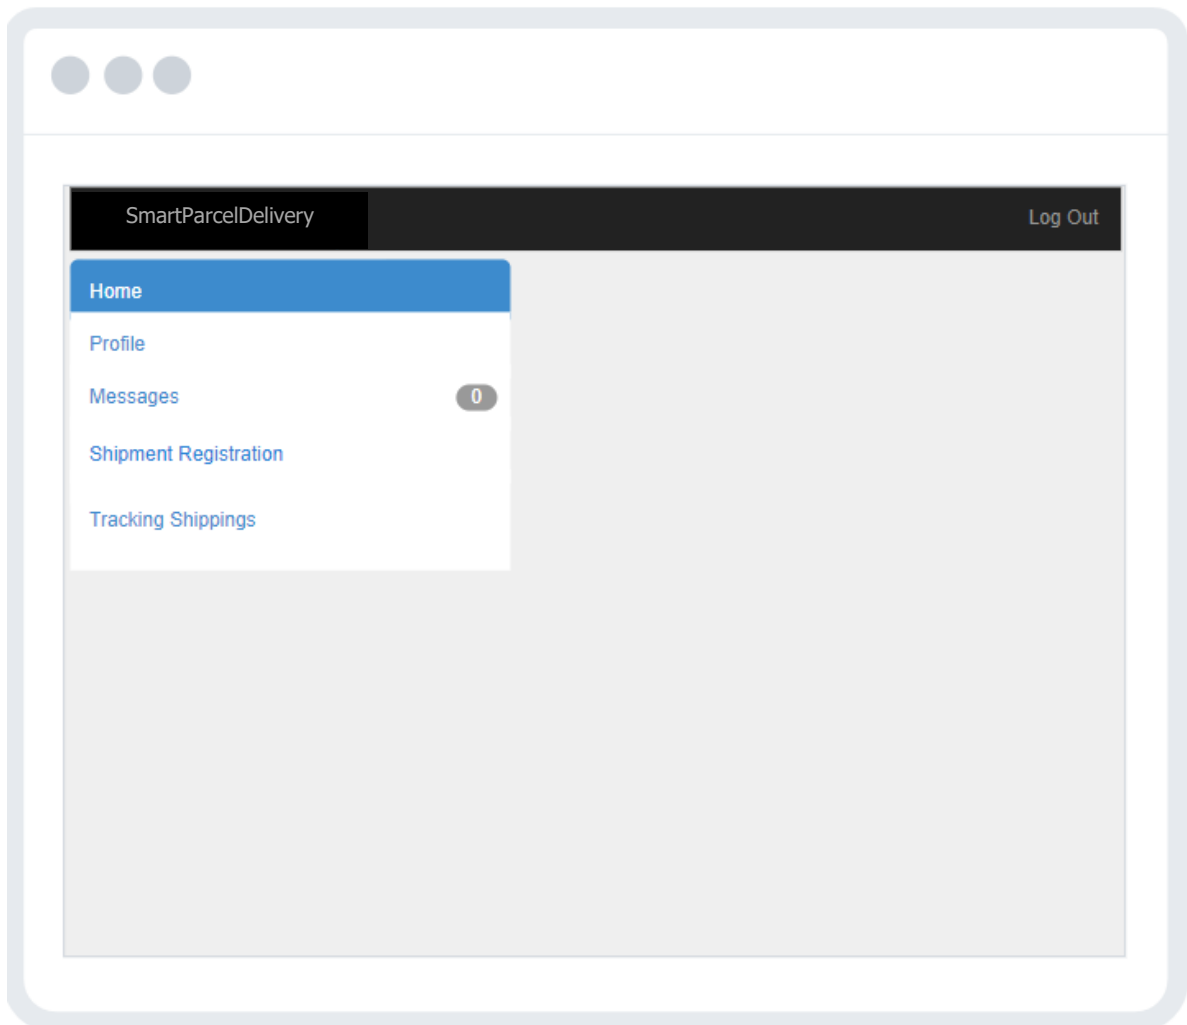 SmartParcelDelivery
Log Out
Home
Profile
Messages 0
Shipment Registration
Tracking Shippings